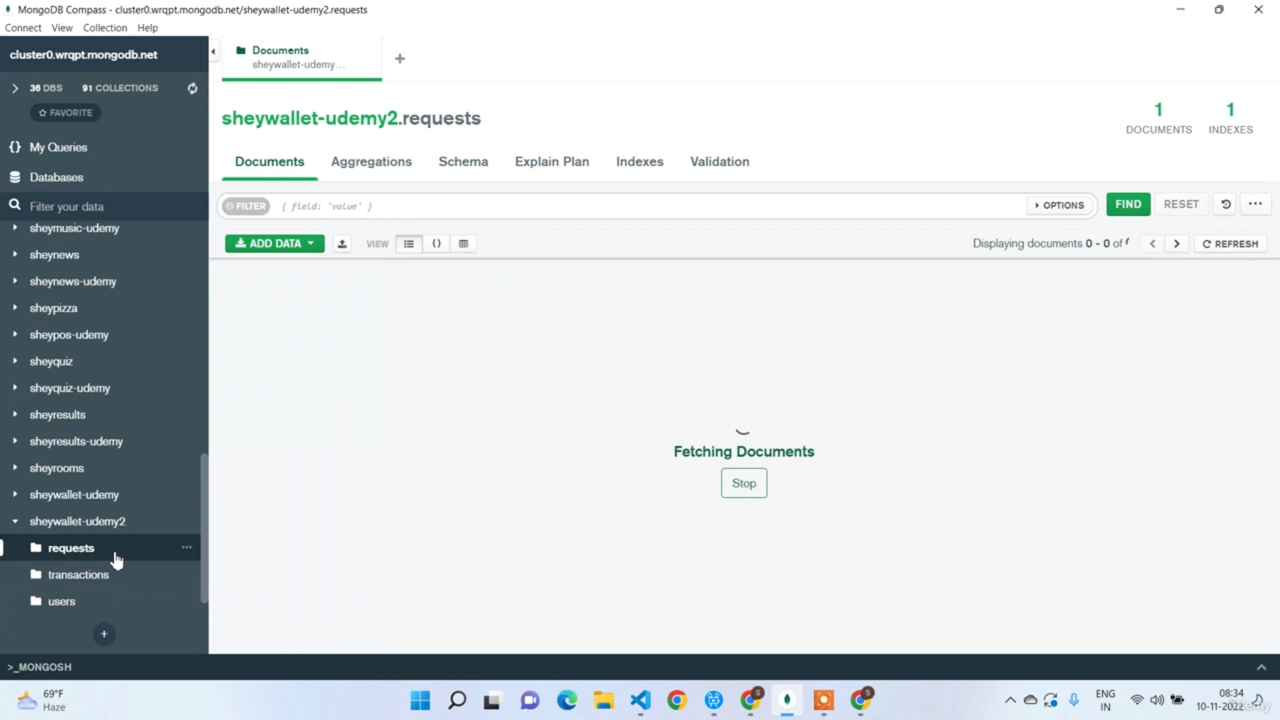 MongoDB Compass - cluster0.wrqpt.mongodb.net/sheywallet-udemy2.requests
Connect View Collection Help
cluster0.wrqpt.mongodb.net
36 DBS 91 COLLECTIONS
FAVORITE
{} My Queries
Databases
Filter your data
sheymusic-udemy
sheynews
sheynews-udemy
sheypizza
sheypos-udemy
sheyquiz
sheyquiz-udemy
sheyresults
sheyresults-udemy
sheyrooms
sheywallet-udemy
sheywallet-udemy2
requests
transactions
users
+
Documents
sheywallet-udemy...
+
sheywallet-udemy2.requests
1
DOCUMENTS
1
INDEXES
Documents Aggregations Schema Explain Plan Indexes Validation
FILTER { field: 'value' } OPTIONS FIND RESET ...
ADD DATA VIEW {} Displaying documents 0 - 0 of REFRESH
Fetching Documents
Stop
>_MONGOSH
69°F
Haze
ENG
IN
08:34
10-11-2022